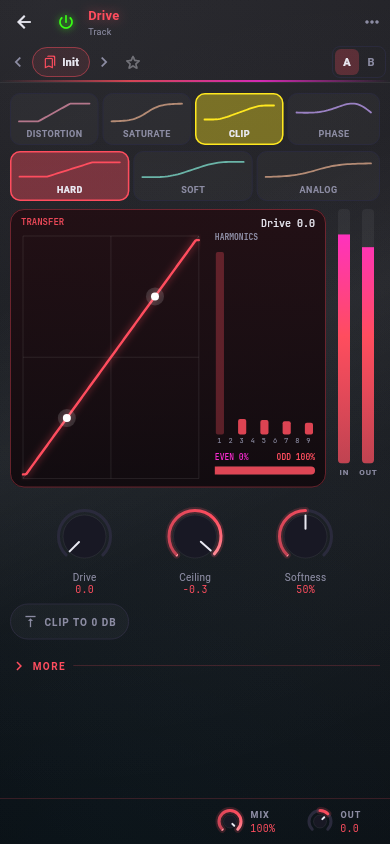 Drive
Track
Init
A B
DISTORTION SATURATE CLIP PHASE
HARD SOFT ANALOG
TRANSFER Drive 0.0
HARMONICS
1 2 3 4 5 6 7 8 9
EVEN 0% ODD 100%
IN OUT
Drive Ceiling Softness
0.0 -0.3 50%
CLIP TO 0 DB
MORE
MIX OUT
100% 0.0